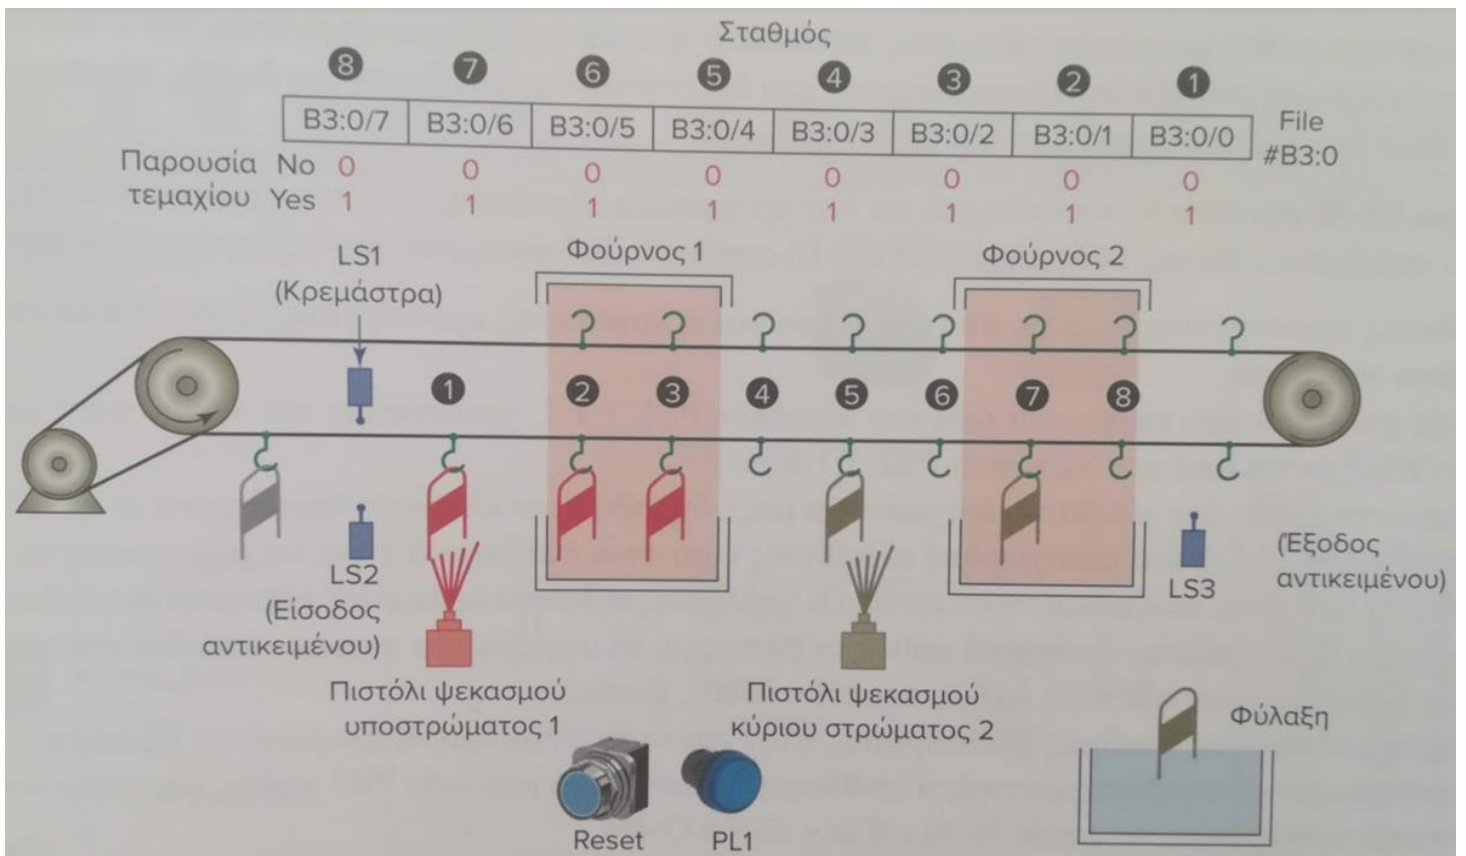 Σταθμός
8 7 6 5 4 3 2 1
B3:0/7 B3:0/6 B3:0/5 B3:0/4 B3:0/3 B3:0/2 B3:0/1 B3:0/0
File
#B3:0
Παρουσία No 0 0 0 0 0 0 0 0
τεμαχίου Yes 1 1 1 1 1 1 1 1
LS1
(Κρεμάστρα)
Φούρνος 1
Φούρνος 2
1 2 3 4 5 6 7 8
LS2
(Είσοδος
αντικειμένου)
LS3
(Έξοδος
αντικειμένου)
Πιστόλι ψεκασμού
υποστρώματος 1
Πιστόλι ψεκασμού
κύριου στρώματος 2
Φύλαξη
Reset
PL1